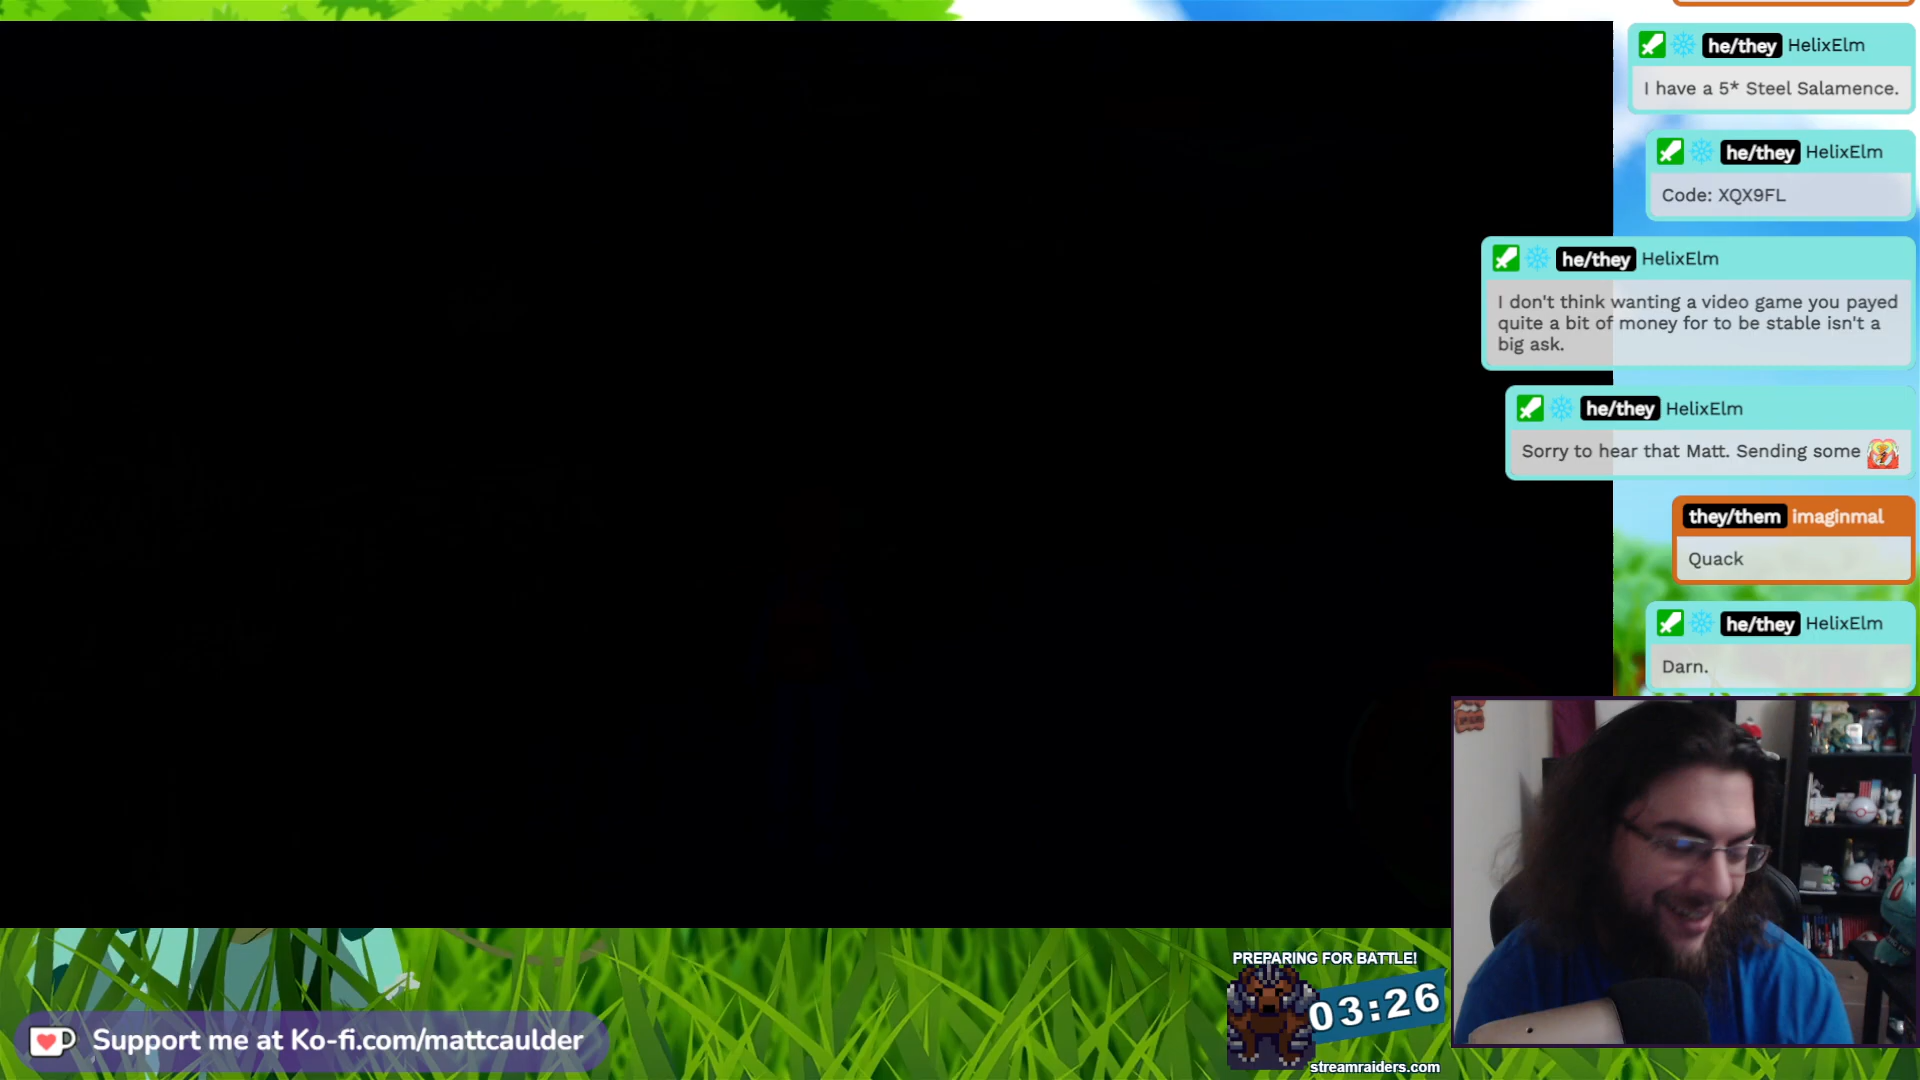 he/they HelixElm
I have a 5* Steel Salamence.
he/they HelixElm
Code: XQX9FL
he/they HelixElm
I don't think wanting a video game you payed
quite a bit of money for to be stable isn't a
big ask.
he/they HelixElm
Sorry to hear that Matt. Sending some
they/them imaginmal
Quack
he/they HelixElm
Darn.
PREPARING FOR BATTLE!
03:26
streamraiders.com
Support me at Ko-fi.com/mattcaulder